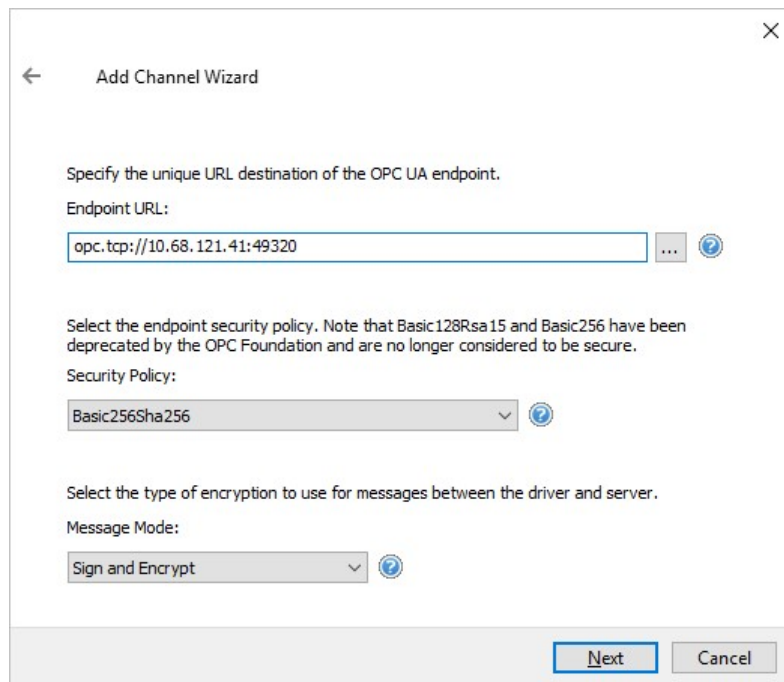 Add Channel Wizard
Specify the unique URL destination of the OPC UA endpoint.
Endpoint URL:
opc.tcp://10.68.121.41:49320
...
Select the endpoint security policy. Note that Basic128Rsa15 and Basic256 have been
deprecated by the OPC Foundation and are no longer considered to be secure.
Security Policy:
Basic256Sha256
Select the type of encryption to use for messages between the driver and server.
Message Mode:
Sign and Encrypt
Next
Cancel